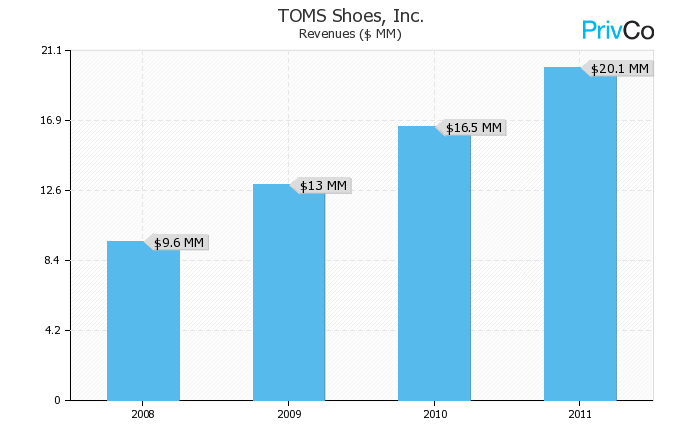 TOMS Shoes, Inc.
Revenues ($ MM)
PrivCo
21.1
16.9
12.6
8.4
4.2
0
$9.6 MM
$13 MM
$16.5 MM
$20.1 MM
2008
2009
2010
2011